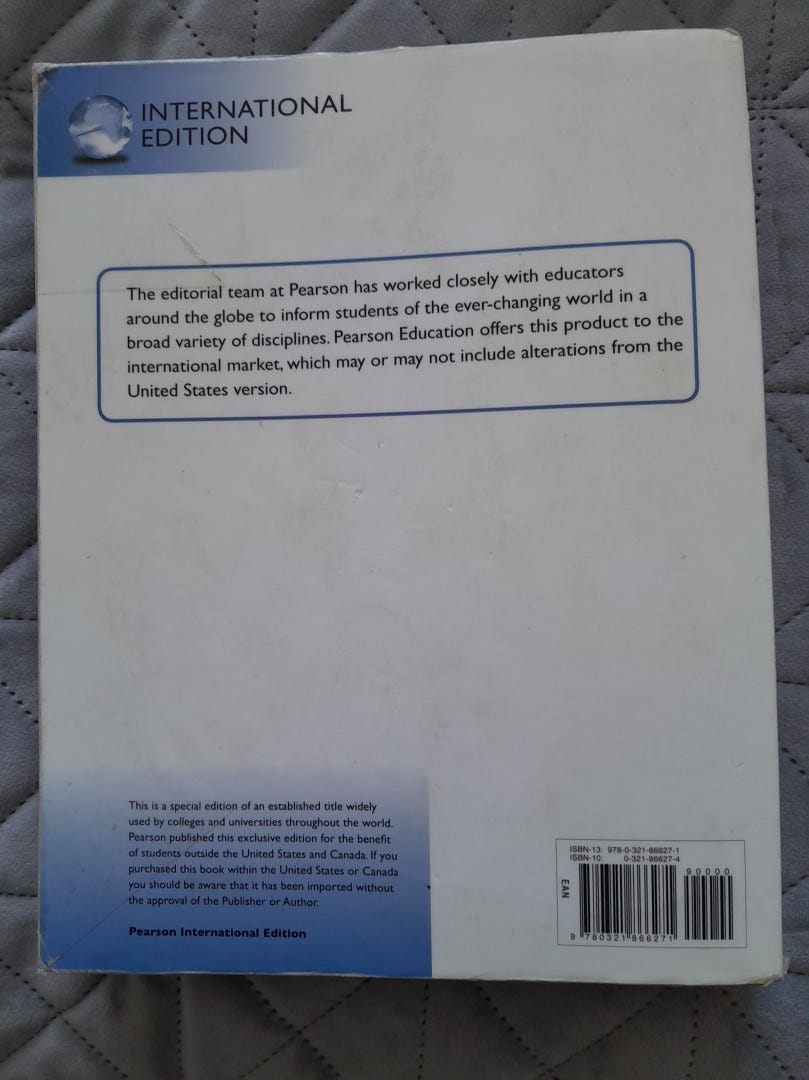 INTERNATIONAL
EDITION
The editorial team at Pearson has worked closely with educators
around the globe to inform students of the ever-changing world in a
broad variety of disciplines. Pearson Education offers this product to the
international market, which may or may not include alterations from the
United States version.
This is a special edition of an established title widely
used by colleges and universities throughout the world.
Pearson published this exclusive edition for the benefit
of students outside the United States and Canada. If you
purchased this book within the United States or Canada
you should be aware that it has been imported without
the approval of the Publisher or Author.
Pearson International Edition
ISBN-13: 978-0-321-86627-1
ISBN-10: 0-321-86627-4
EAN
90000
9 780321 866271